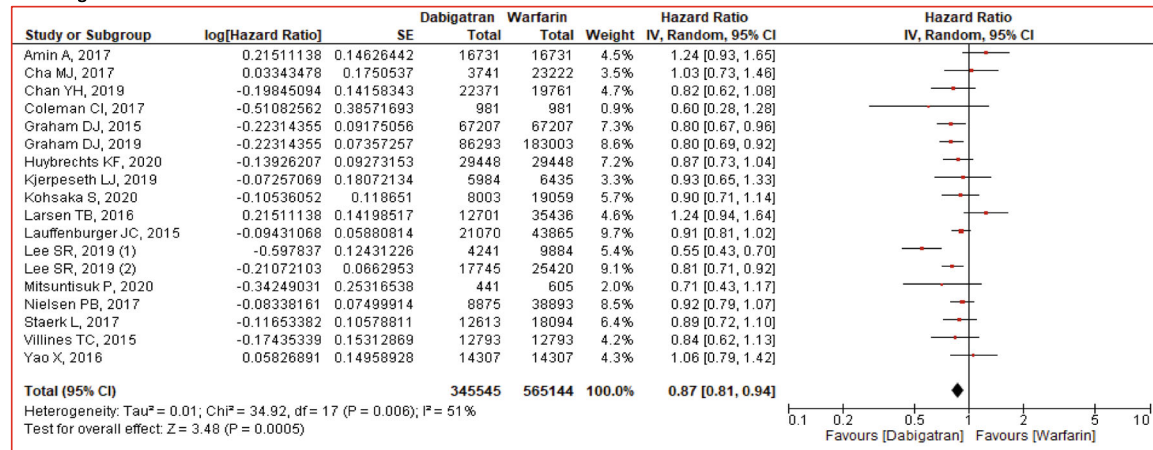 Dabigatran Warfarin Hazard Ratio Hazard Ratio
Study or Subgroup log[Hazard Ratio] SE Total Total Weight IV, Random, 95% CI IV, Random, 95% CI
Amin A, 2017 0.21511138 0.14626442 16731 16731 4.5% 1.24 [0.93, 1.65]
Cha MJ, 2017 0.03343478 0.1750537 3741 23222 3.5% 1.03 [0.73, 1.46]
Chan YH, 2019 -0.19845094 0.14158343 22371 19761 4.6% 0.82 [0.62, 1.08]
Coleman CI, 2017 -0.51082562 0.38571693 981 981 0.9% 0.60 [0.28, 1.28]
Graham DJ, 2015 -0.22314355 0.09175056 67207 67207 7.3% 0.80 [0.67, 0.96]
Graham DJ, 2019 -0.22314355 0.07357257 86293 183003 8.6% 0.80 [0.69, 0.92]
Huybrechts KF, 2020 -0.13926207 0.09273153 29448 29448 7.2% 0.87 [0.73, 1.04]
Kjerpeseth LJ, 2019 -0.07257069 0.18072134 5984 6435 3.3% 0.93 [0.65, 1.33]
Kohsaka S, 2020 -0.10536052 0.118651 8003 19059 5.7% 0.90 [0.71, 1.14]
Larsen TB, 2016 0.21511138 0.14198517 12701 35436 4.6% 1.24 [0.94, 1.64]
Lauffenburger JC, 2015 -0.09431068 0.05880814 21070 43865 9.7% 0.91 [0.81, 1.02]
Lee SR, 2019 (1) -0.597837 0.12431226 4241 9884 5.4% 0.55 [0.43, 0.70]
Lee SR, 2019 (2) -0.21072103 0.0662953 17745 25420 9.1% 0.81 [0.71, 0.92]
Mitsuntisuk P, 2020 -0.34249031 0.25316538 441 605 2.0% 0.71 [0.43, 1.17]
Nielsen PB, 2017 -0.08338161 0.07499914 8875 38893 8.5% 0.92 [0.79, 1.07]
Staerk L, 2017 -0.11653382 0.10578811 12613 18094 6.4% 0.89 [0.72, 1.10]
Villines TC, 2015 -0.17435339 0.15312869 12793 12793 4.2% 0.84 [0.62, 1.13]
Yao X, 2016 0.05826891 0.14958928 14307 14307 4.3% 1.06 [0.79, 1.42]
Total (95% CI) 345545 565144 100.0% 0.87 [0.81, 0.94]
Heterogeneity: Tau² = 0.01; Chi² = 34.92, df = 17 (P = 0.006); I² = 51%
Test for overall effect: Z = 3.48 (P = 0.0005)
0.1 0.2 0.5 1 2 5 10
Favours [Dabigatran] Favours [Warfarin]